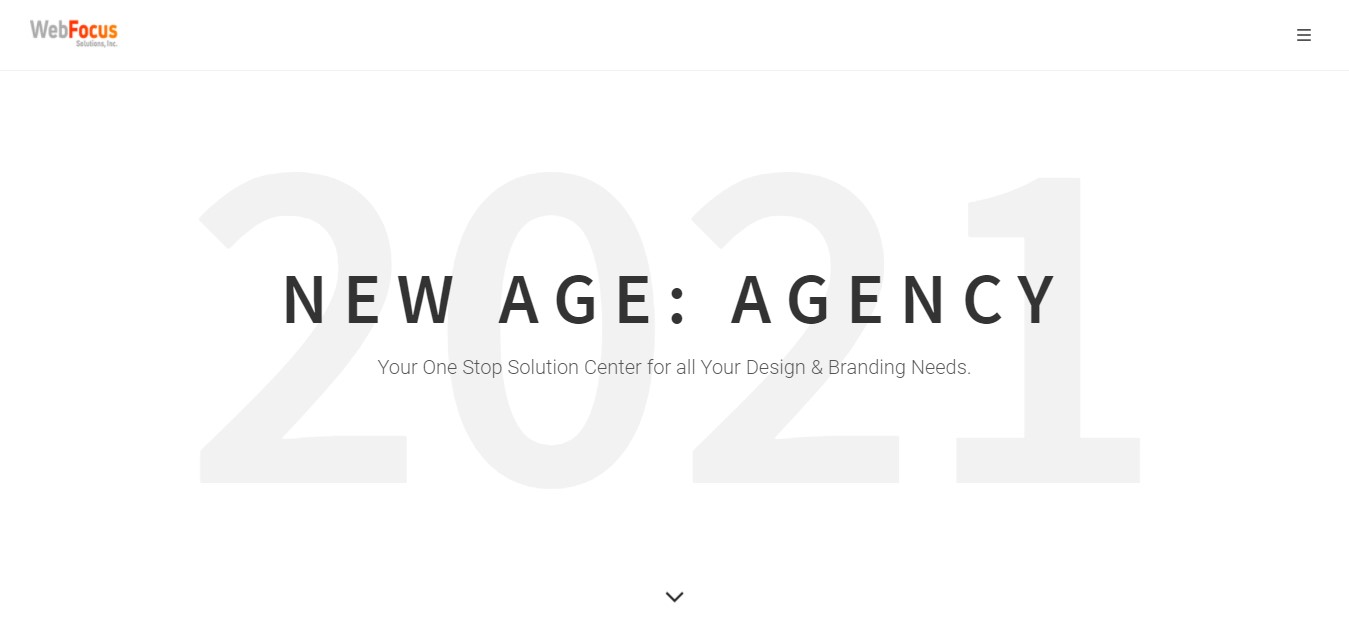 WebFocus
Solutions, Inc.
2021
NEW AGE: AGENCY
Your One Stop Solution Center for all Your Design & Branding Needs.